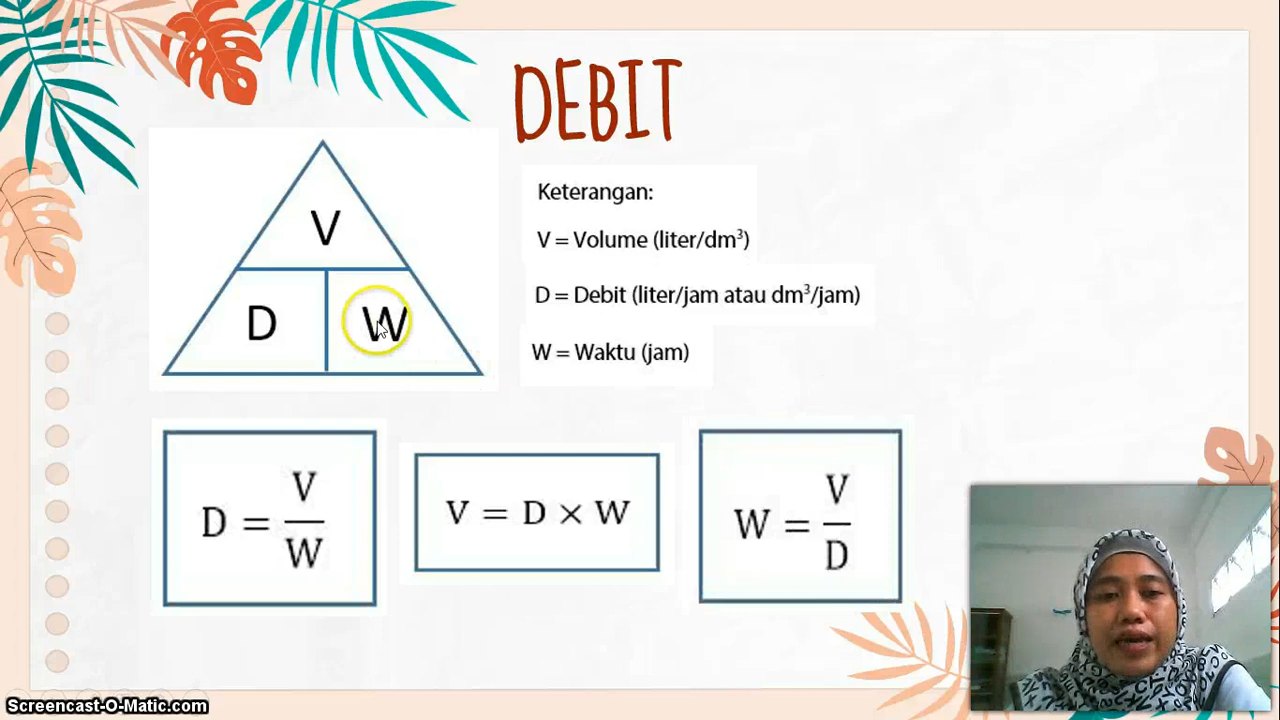 DEBIT
V
D W
Keterangan:
V = Volume (liter/dm³)
D = Debit (liter/jam atau dm³/jam)
W = Waktu (jam)
D = V/W
V = D × W
W = V/D
Screencast-O-Matic.com